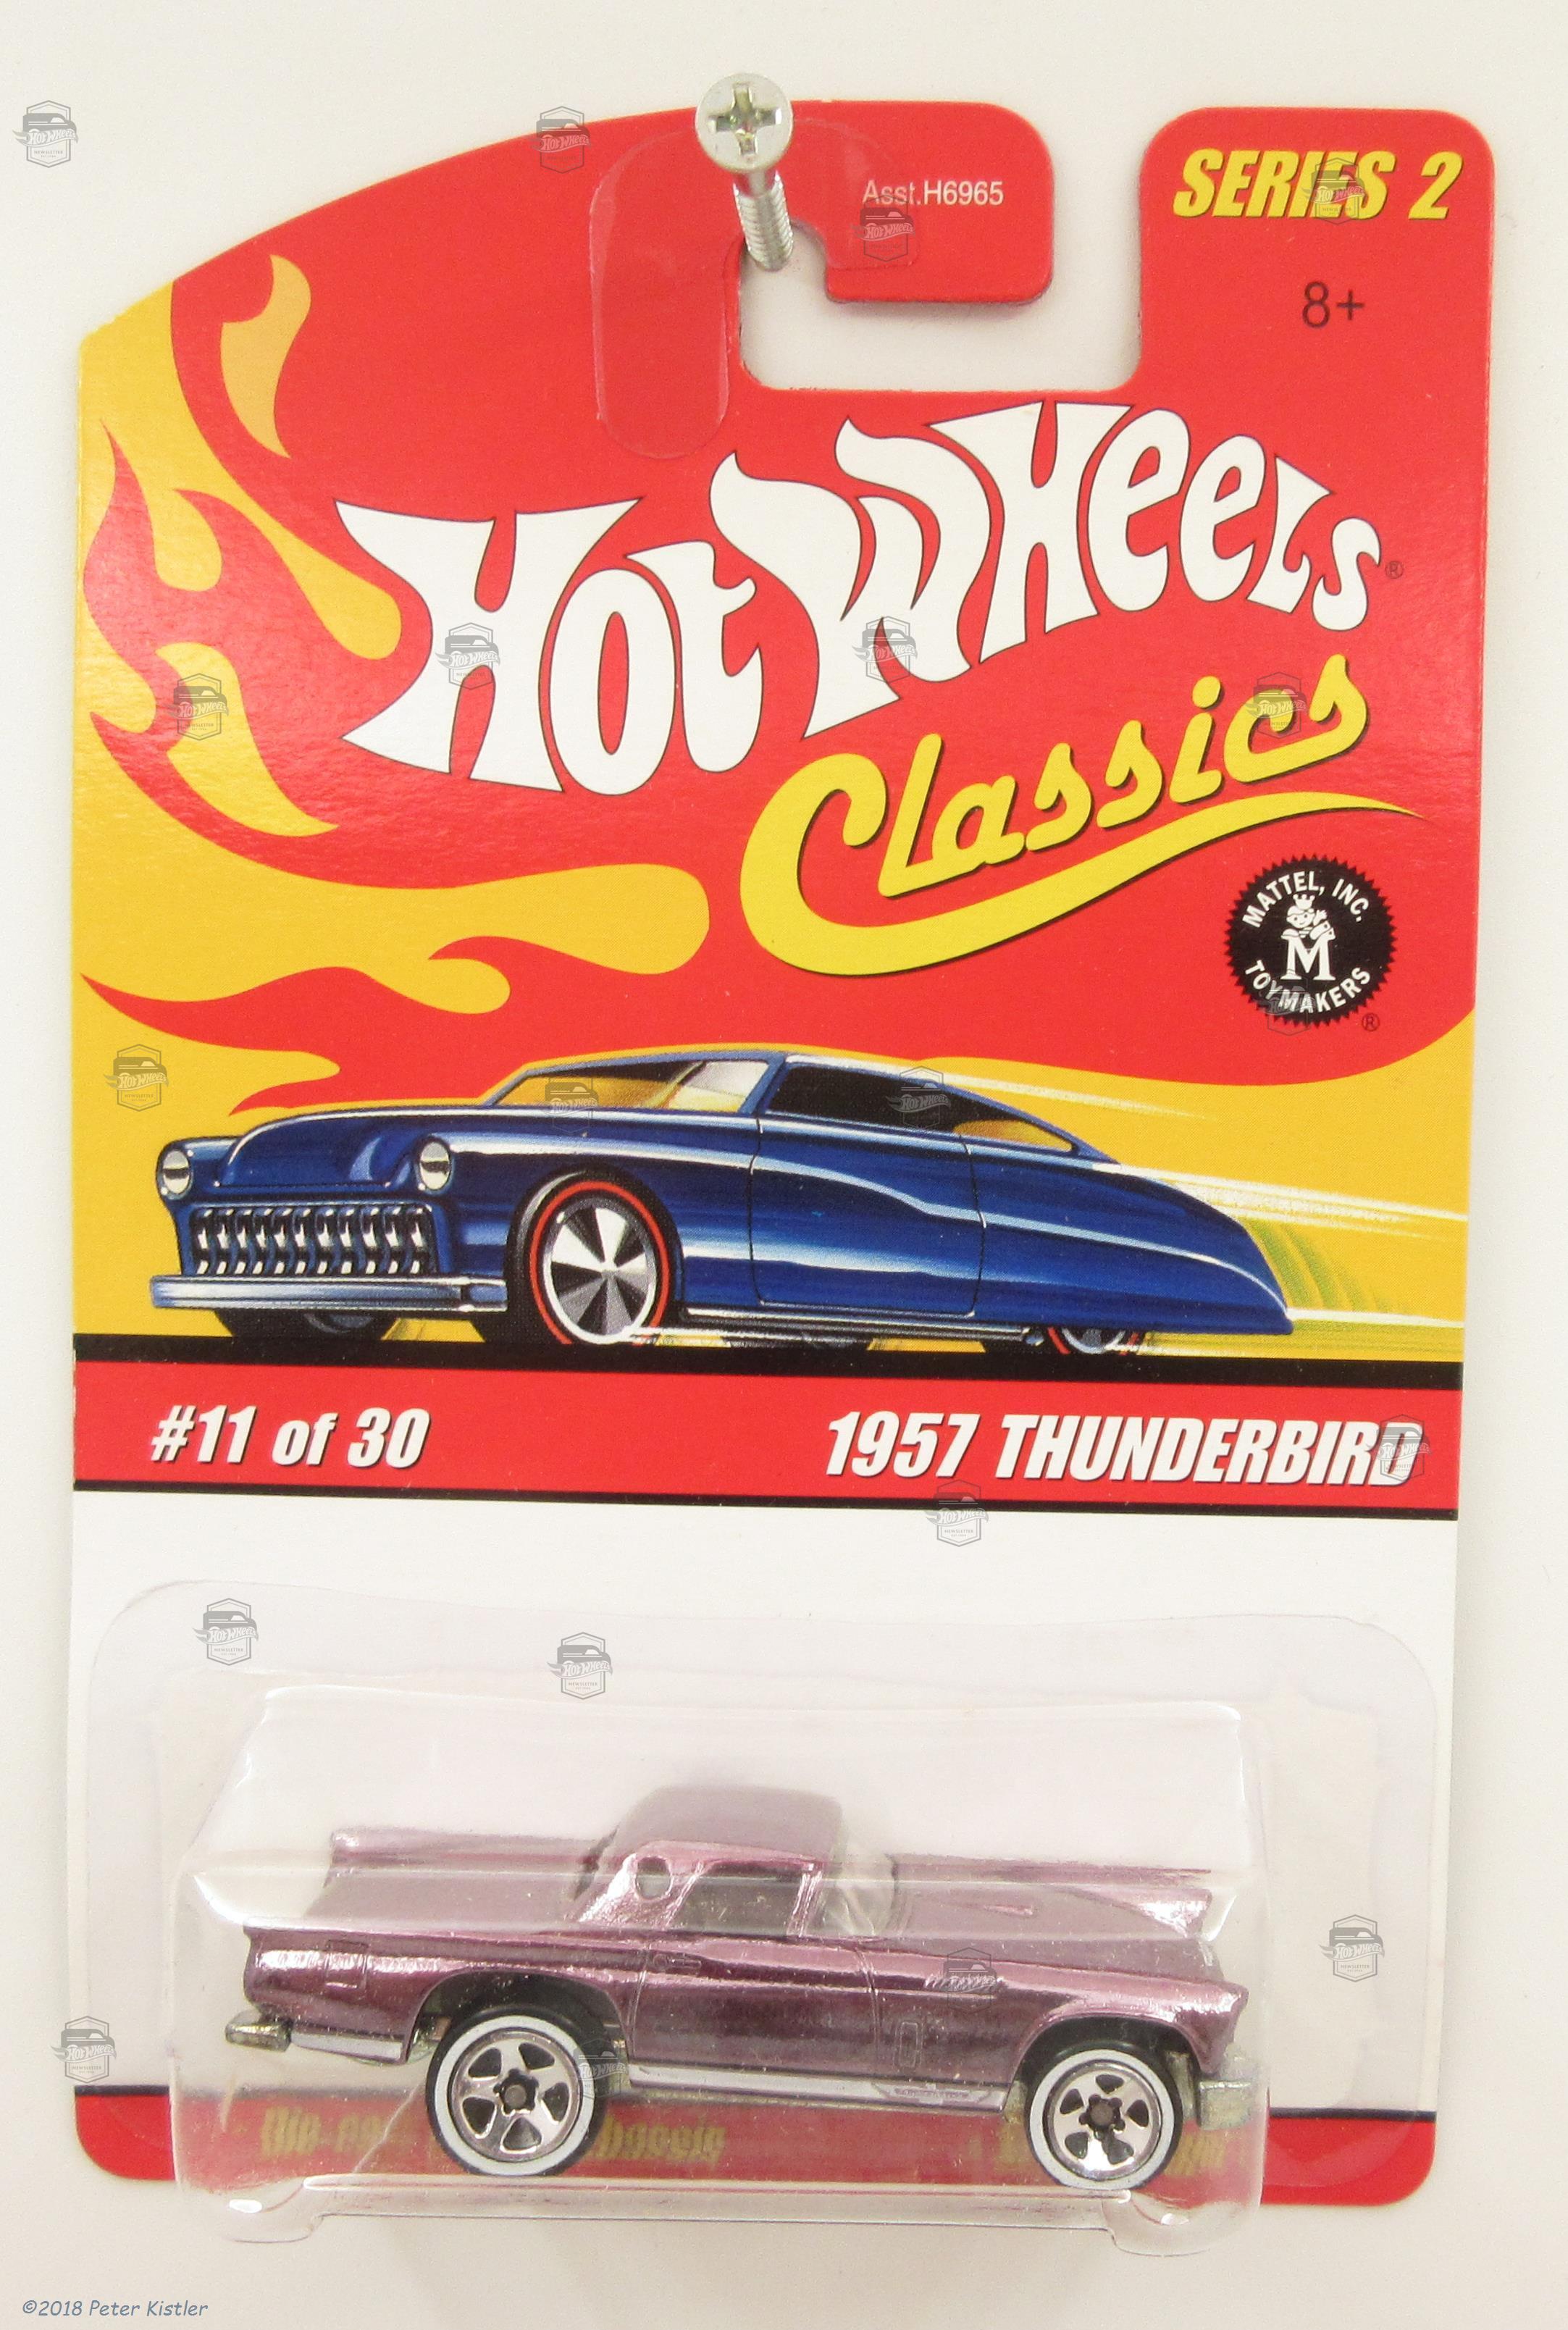 Asst.H6965
SERIES 2
8+
HOT WHEELS®
Classics
MATTEL, INC.
M
TOYMAKERS
®
#11 of 30
1957 THUNDERBIRD
©2018 Peter Kistler